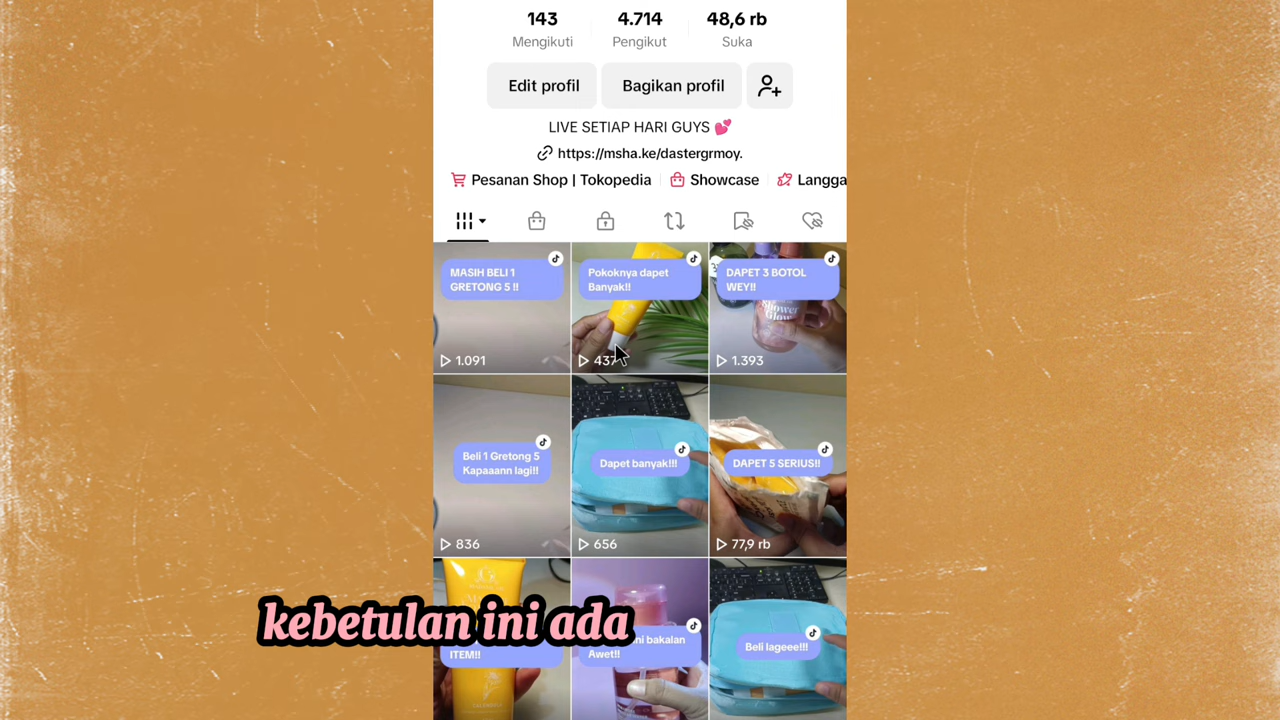 143
4.714
48,6 rb
Mengikuti
Pengikut
Suka
Edit profil
Bagikan profil
LIVE SETIAP HARI GUYS 💕
https://msha.ke/dastergrmoy.
Pesanan Shop | Tokopedia
Showcase
Langga
MASIH BELI 1
GRETONG 5 !!
1.091
Pokoknya dapet
Banyak!!
437
DAPET 3 BOTOL
WEY!!
Flower
Glow
1.393
Beli 1 Gretong 5
Kapaaann lagi!!
836
Dapet banyak!!!
656
DAPET 5 SERIUS!!
77,9 rb
ITEM!!
bakalan
Awet!!
Beli lageee!!!
kebetulan ini ada